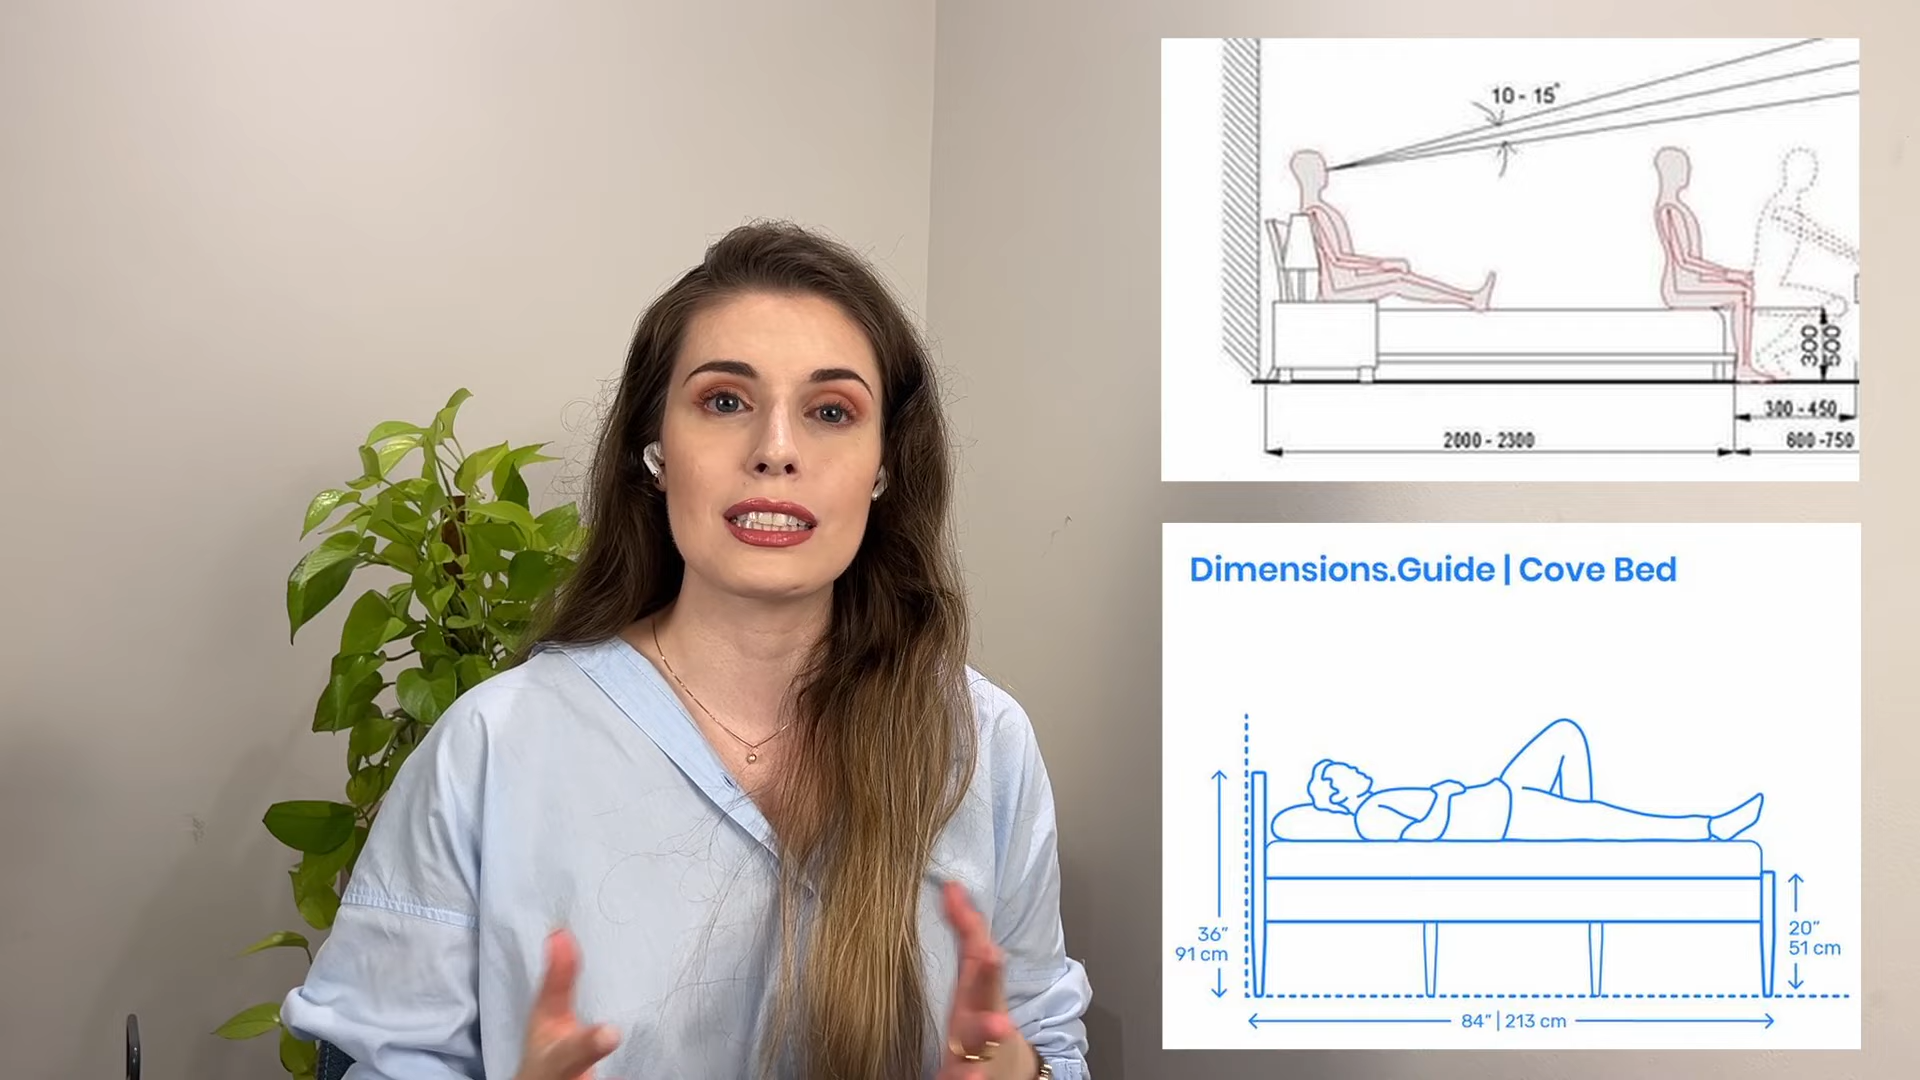 10 - 15°
300
500
300 - 450
2000 - 2300
600 - 750
Dimensions.Guide | Cove Bed
36"
91 cm
20"
51 cm
84" | 213 cm